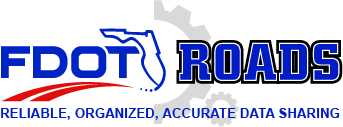 FDOT ROADS
RELIABLE, ORGANIZED, ACCURATE DATA SHARING